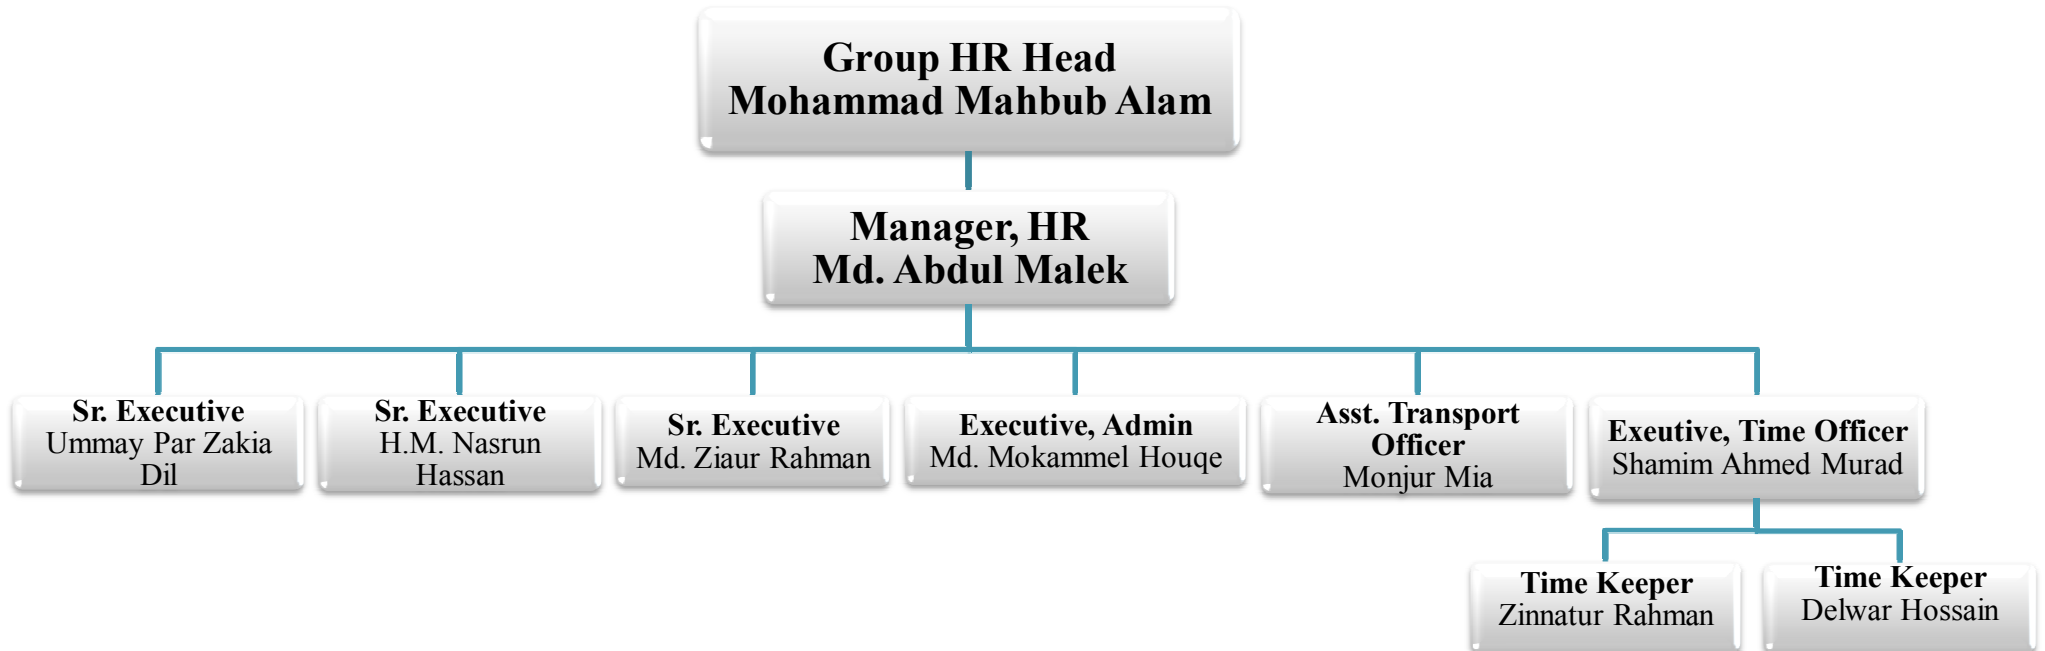 Group HR Head
Mohammad Mahbub Alam
Manager, HR
Md. Abdul Malek
Sr. Executive
Ummay Par Zakia
Dil
Sr. Executive
H.M. Nasrun
Hassan
Sr. Executive
Md. Ziaur Rahman
Executive, Admin
Md. Mokammel Houqe
Asst. Transport
Officer
Monjur Mia
Exeutive, Time Officer
Shamim Ahmed Murad
Time Keeper
Zinnatur Rahman
Time Keeper
Delwar Hossain